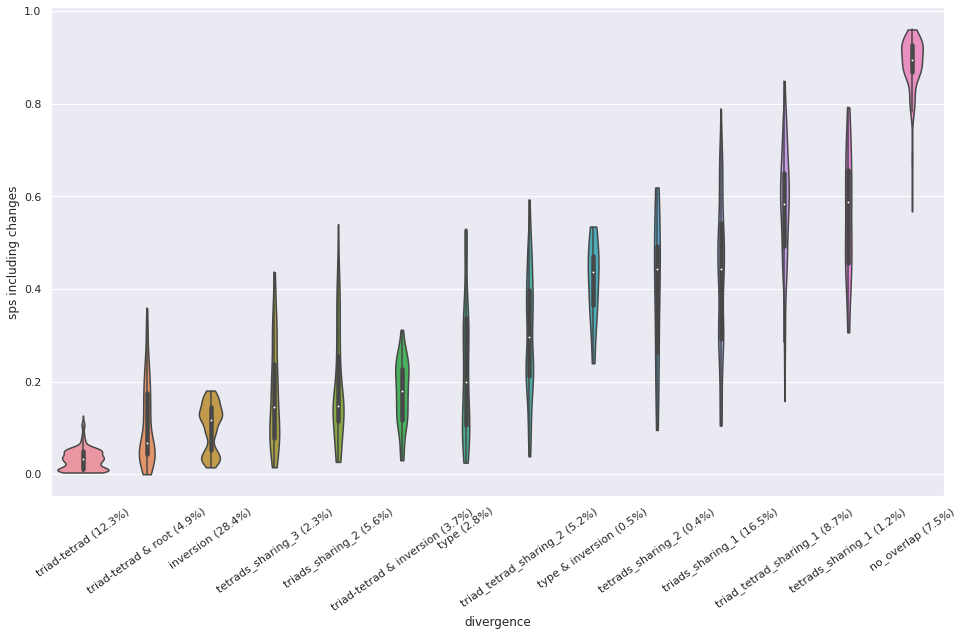 1.0
0.8
0.6
0.4
0.2
0.0
sps including changes
triad-tetrad (12.3%)
triad-tetrad & root (4.9%)
inversion (28.4%)
tetrads_sharing_3 (2.3%)
triads_sharing_2 (5.6%)
triad-tetrad & inversion (3.7%)
type (2.8%)
triad_tetrad_sharing_2 (5.2%)
type & inversion (0.5%)
tetrads_sharing_2 (0.4%)
triads_sharing_1 (16.5%)
triad_tetrad_sharing_1 (8.7%)
tetrads_sharing_1 (1.2%)
no_overlap (7.5%)
divergence